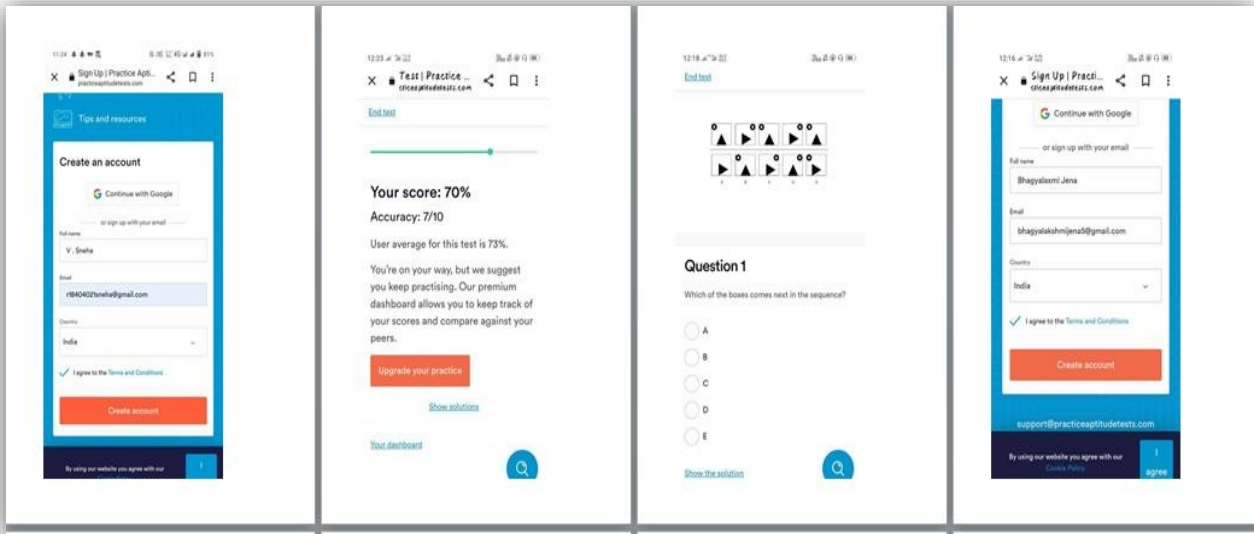 Sign Up | Practice Apti...
practiceaptitudetests.com
Tips and resources
Create an account
Continue with Google
or sign up with your email
Full name
V . Sneha
Email
Country
India
I agree to the Terms and Conditions
Create account
By using our website you agree with our
Cookie Policy
I
12:23
Test | Practice ...
End test
Your score: 70%
Accuracy: 7/10
User average for this test is 73%.
You're on your way, but we suggest
you keep practising. Our premium
dashboard allows you to keep track of
your scores and compare against your
peers.
Upgrade your practice
Show solutions
Your dashboard
12:18
End test
Question 1
Which of the boxes comes next in the sequence?
A
B
C
D
E
Show the solution
12:16
Sign Up | Practi...
Continue with Google
or sign up with your email
Full name
Bhagyalaxmi Jena
Email
bhagyalakshmijena5@gmail.com
Country
India
I agree to the Terms and Conditions
Create account
support@practiceaptitudetests.com
By using our website you agree with our
Cookie Policy
I
agree